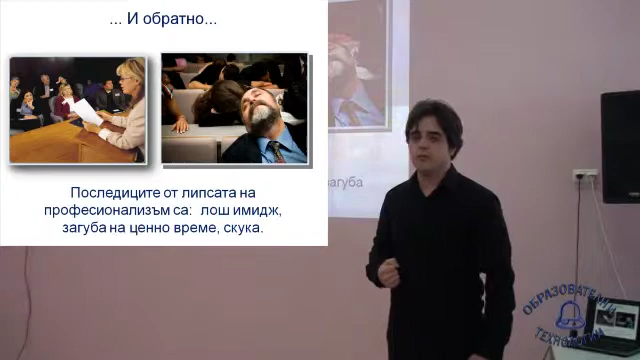 ... И обратно...
Последиците от липсата на
професионализъм са: лош имидж,
загуба на ценно време, скука.
загуба
ОБРАЗОВАТЕЛНИ
ТЕХНОЛОГИИ